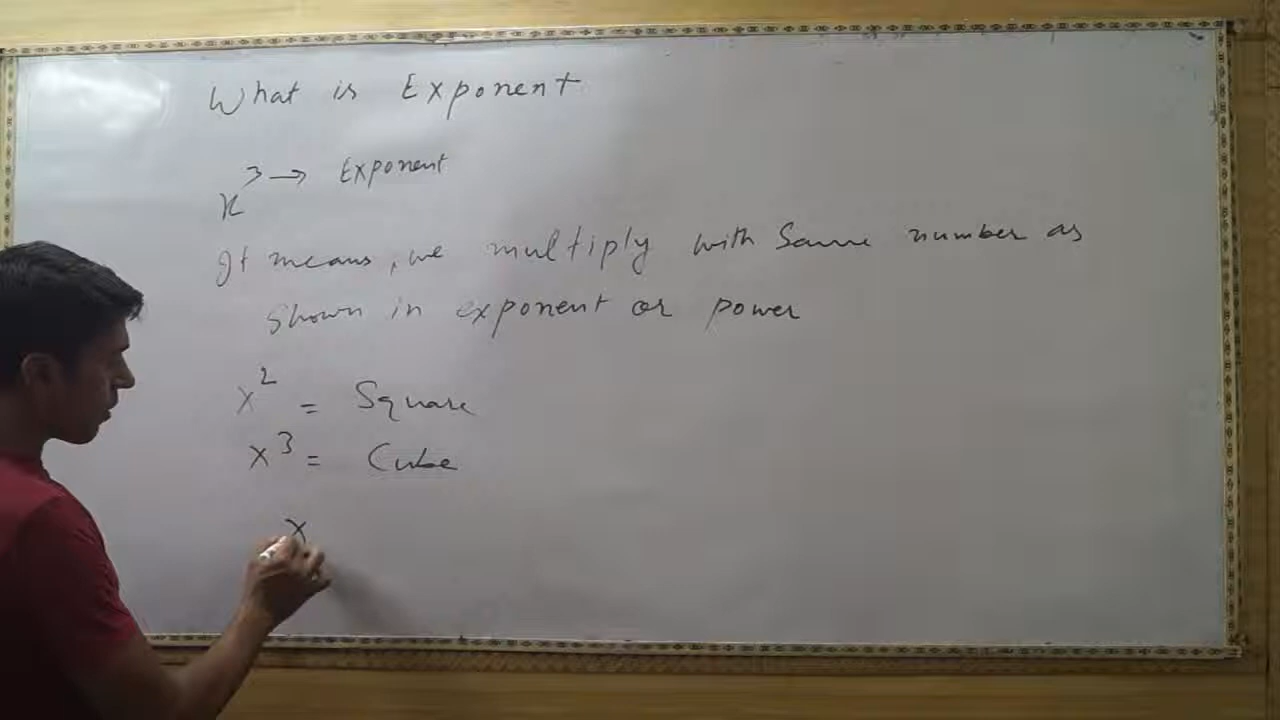 What is Exponent
x³ → Exponent
It means, we multiply with Same number as
Shown in exponent or power
x² = Square
x³ = Cube
x